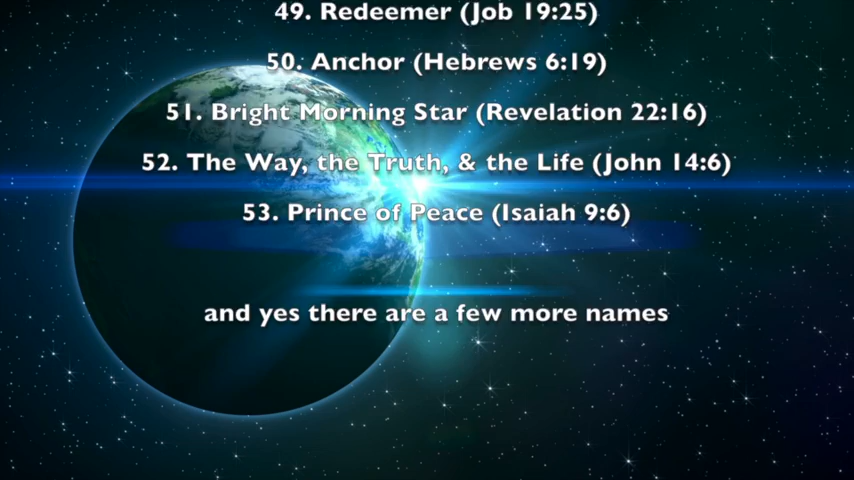 49. Redeemer (Job 19:25)
50. Anchor (Hebrews 6:19)
51. Bright Morning Star (Revelation 22:16)
52. The Way, the Truth, & the Life (John 14:6)
53. Prince of Peace (Isaiah 9:6)
and yes there are a few more names